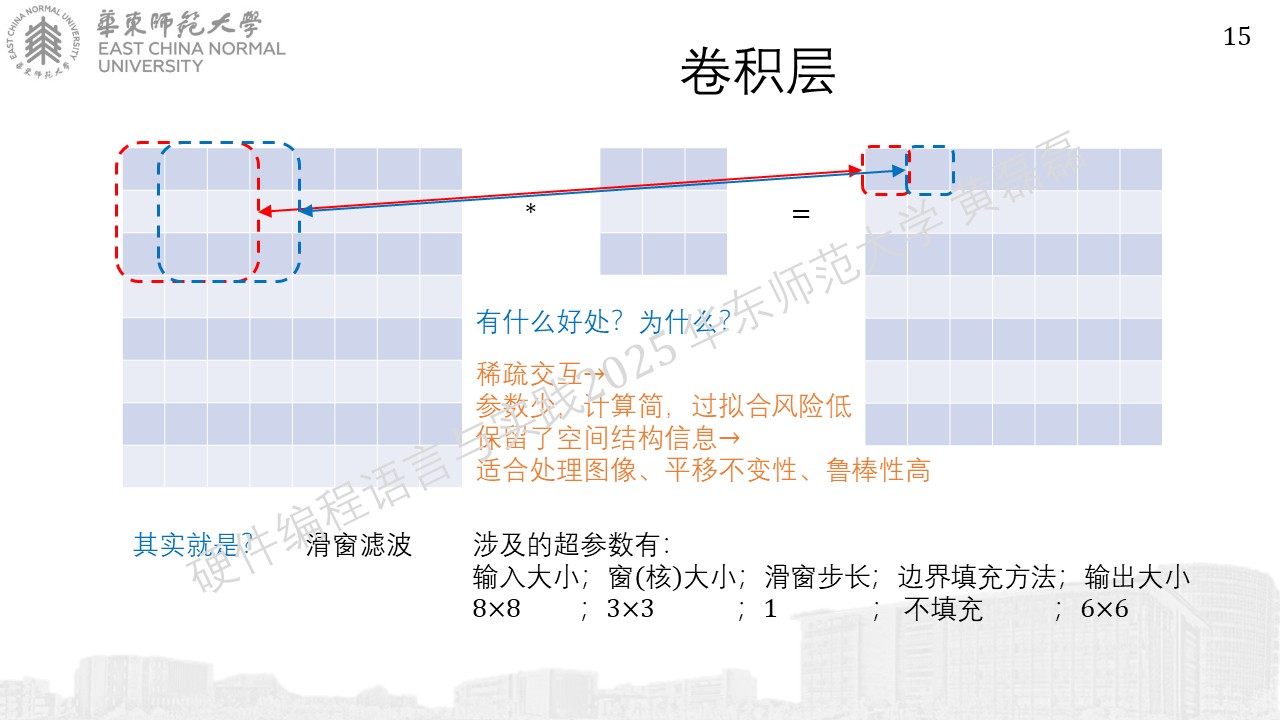 華東師範大學
EAST CHINA NORMAL
UNIVERSITY
EAST CHINA NORMAL UNIVERSITY
華东师范大学
15
卷积层
*
=
有什么好处？为什么？
稀疏交互→
参数少，计算简，过拟合风险低
保留了空间结构信息→
适合处理图像、平移不变性、鲁棒性高
其实就是？ 滑窗滤波
涉及的超参数有：
输入大小；窗(核)大小；滑窗步长；边界填充方法；输出大小
8×8 ；3×3 ；1 ；不填充 ；6×6
硬件编程语言与实践2025 华东师范大学 黄磊磊